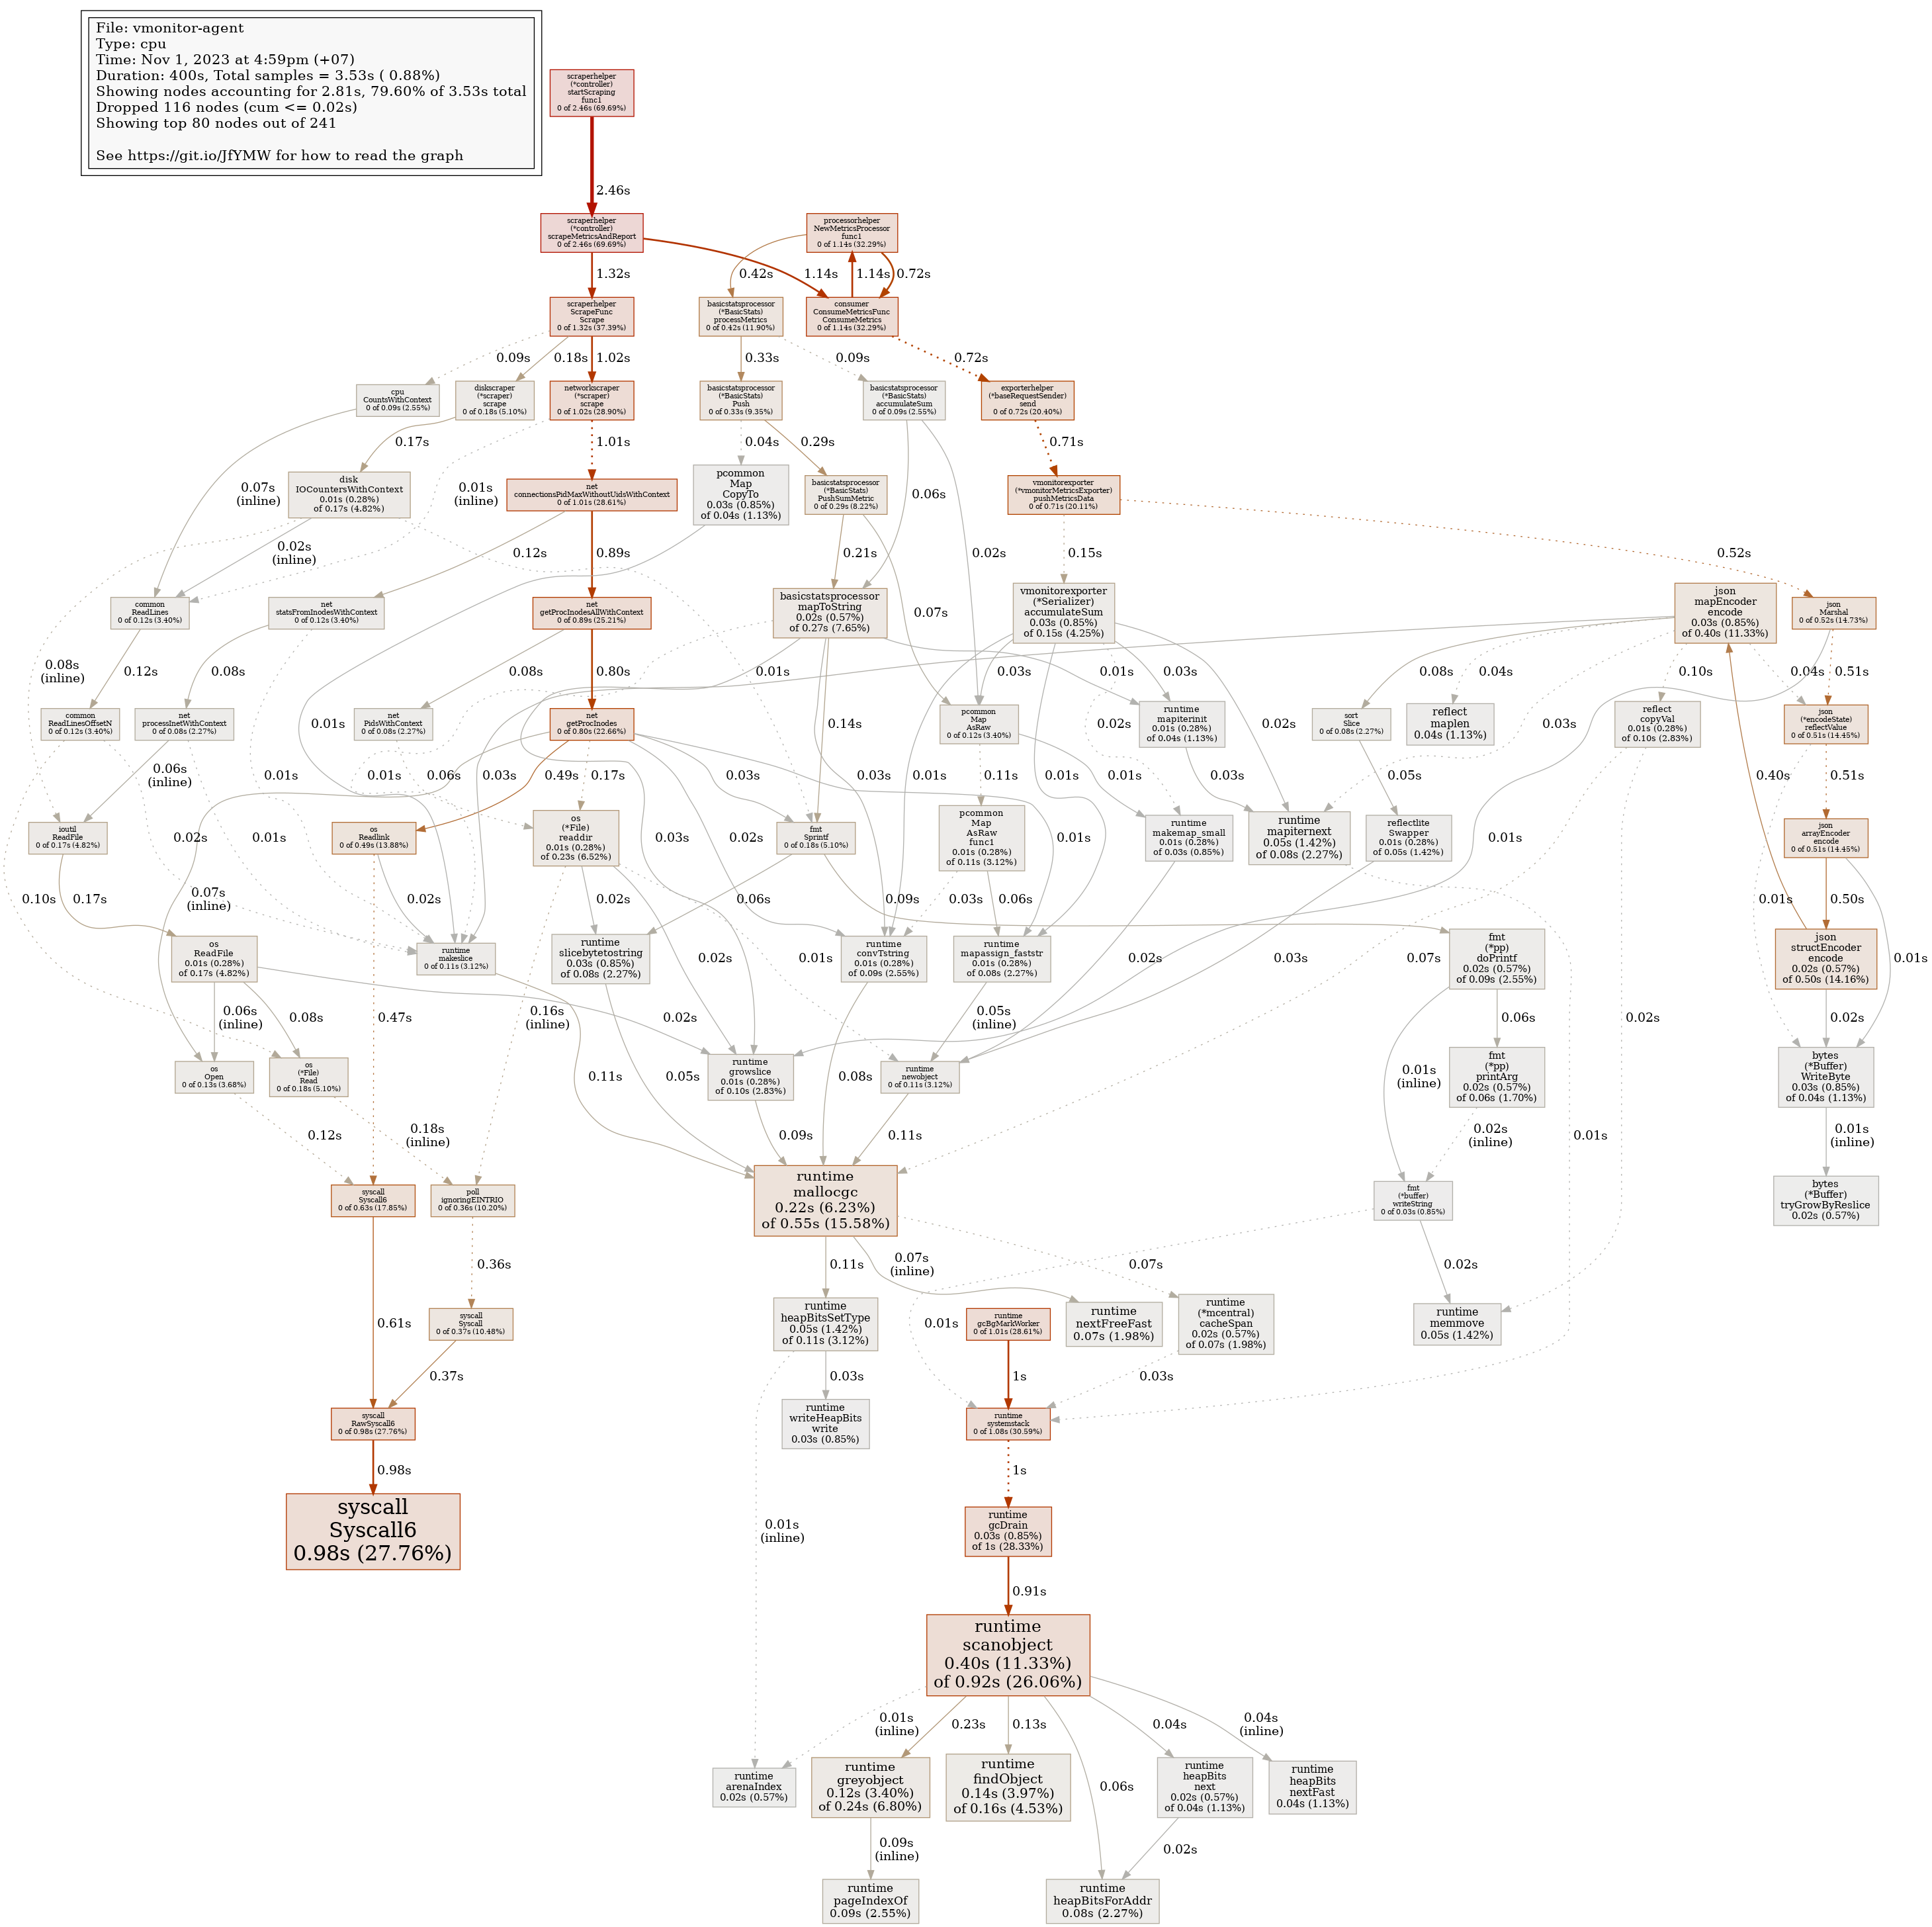 File: vmonitor-agent
Type: cpu
Time: Nov 1, 2023 at 4:59pm (+07)
Duration: 400s, Total samples = 3.53s ( 0.88%)
Showing nodes accounting for 2.81s, 79.60% of 3.53s total
Dropped 116 nodes (cum <= 0.02s)
Showing top 80 nodes out of 241
See https://git.io/JfYMW for how to read the graph
scraperhelper
(*controller)
startScraping
func1
0 of 2.46s (69.69%)
2.46s
scraperhelper
(*controller)
scrapeMetricsAndReport
0 of 2.46s (69.69%)
processorhelper
NewMetricsProcessor
func1
0 of 1.14s (32.29%)
1.32s
1.14s
0.42s
1.14s
0.72s
scraperhelper
ScrapeFunc
Scrape
0 of 1.32s (37.39%)
basicstatsprocessor
(*BasicStats)
processMetrics
0 of 0.42s (11.90%)
consumer
ConsumeMetricsFunc
ConsumeMetrics
0 of 1.14s (32.29%)
0.09s
0.18s
1.02s
0.33s
0.09s
0.72s
cpu
CountsWithContext
0 of 0.09s (2.55%)
diskscraper
(*scraper)
scrape
0 of 0.18s (5.10%)
networkscraper
(*scraper)
scrape
0 of 1.02s (28.90%)
basicstatsprocessor
(*BasicStats)
Push
0 of 0.33s (9.35%)
basicstatsprocessor
(*BasicStats)
accumulateSum
0 of 0.09s (2.55%)
exporterhelper
(*baseRequestSender)
send
0 of 0.72s (20.40%)
0.17s
1.01s
0.04s
0.29s
0.71s
0.07s
(inline)
disk
IOCountersWithContext
0.01s (0.28%)
of 0.17s (4.82%)
0.01s
(inline)
net
connectionsPidMaxWithoutUidsWithContext
0 of 1.01s (28.61%)
pcommon
Map
CopyTo
0.03s (0.85%)
of 0.04s (1.13%)
basicstatsprocessor
(*BasicStats)
PushSumMetric
0 of 0.29s (8.22%)
0.06s
vmonitorexporter
(*vmonitorMetricsExporter)
pushMetricsData
0 of 0.71s (20.11%)
0.02s
(inline)
0.12s
0.89s
0.21s
0.02s
0.15s
0.52s
common
ReadLines
0 of 0.12s (3.40%)
net
statsFromInodesWithContext
0 of 0.12s (3.40%)
net
getProcInodesAllWithContext
0 of 0.89s (25.21%)
basicstatsprocessor
mapToString
0.02s (0.57%)
of 0.27s (7.65%)
0.07s
vmonitorexporter
(*Serializer)
accumulateSum
0.03s (0.85%)
of 0.15s (4.25%)
json
mapEncoder
encode
0.03s (0.85%)
of 0.40s (11.33%)
json
Marshal
0 of 0.52s (14.73%)
0.08s
(inline)
0.12s
0.08s
0.08s
0.80s
0.01s
0.03s
0.01s
0.03s
0.08s
0.04s
0.10s
0.04s
0.51s
common
ReadLinesOffsetN
0 of 0.12s (3.40%)
net
processInetWithContext
0 of 0.08s (2.27%)
0.01s
net
PidsWithContext
0 of 0.08s (2.27%)
net
getProcInodes
0 of 0.80s (22.66%)
0.14s
pcommon
Map
AsRaw
0 of 0.12s (3.40%)
0.02s
runtime
mapiterinit
0.01s (0.28%)
of 0.04s (1.13%)
0.02s
sort
Slice
0 of 0.08s (2.27%)
reflect
maplen
0.04s (1.13%)
0.03s
reflect
copyVal
0.01s (0.28%)
of 0.10s (2.83%)
json
(*encodeState)
reflectValue
0 of 0.51s (14.45%)
0.06s
(inline)
0.01s
0.01s
0.06s
0.03s
0.49s
0.17s
0.03s
0.03s
0.01s
0.11s
0.01s
0.01s
0.03s
0.05s
0.40s
0.51s
ioutil
ReadFile
0 of 0.17s (4.82%)
0.02s
0.01s
os
Readlink
0 of 0.49s (13.88%)
os
(*File)
readdir
0.01s (0.28%)
of 0.23s (6.52%)
0.03s
0.02s
fmt
Sprintf
0 of 0.18s (5.10%)
pcommon
Map
AsRaw
func1
0.01s (0.28%)
of 0.11s (3.12%)
0.01s
runtime
makemap_small
0.01s (0.28%)
of 0.03s (0.85%)
runtime
mapiternext
0.05s (1.42%)
of 0.08s (2.27%)
reflectlite
Swapper
0.01s (0.28%)
of 0.05s (1.42%)
0.01s
json
arrayEncoder
encode
0 of 0.51s (14.45%)
0.10s
0.17s
0.07s
(inline)
0.02s
0.02s
0.06s
0.09s
0.03s
0.06s
0.01s
0.50s
os
ReadFile
0.01s (0.28%)
of 0.17s (4.82%)
runtime
makeslice
0 of 0.11s (3.12%)
runtime
slicebytetostring
0.03s (0.85%)
of 0.08s (2.27%)
0.02s
0.01s
runtime
convTstring
0.01s (0.28%)
of 0.09s (2.55%)
runtime
mapassign_faststr
0.01s (0.28%)
of 0.08s (2.27%)
0.02s
0.03s
0.07s
fmt
(*pp)
doPrintf
0.02s (0.57%)
of 0.09s (2.55%)
json
structEncoder
encode
0.02s (0.57%)
of 0.50s (14.16%)
0.01s
0.06s
(inline)
0.08s
0.47s
0.16s
(inline)
0.02s
0.05s
(inline)
0.06s
0.02s
0.02s
os
Open
0 of 0.13s (3.68%)
os
(*File)
Read
0 of 0.18s (5.10%)
0.11s
0.05s
runtime
growslice
0.01s (0.28%)
of 0.10s (2.83%)
0.08s
runtime
newobject
0 of 0.11s (3.12%)
0.01s
(inline)
fmt
(*pp)
printArg
0.02s (0.57%)
of 0.06s (1.70%)
bytes
(*Buffer)
WriteByte
0.03s (0.85%)
of 0.04s (1.13%)
0.12s
0.18s
(inline)
0.09s
0.11s
0.02s
(inline)
0.01s
0.01s
(inline)
syscall
Syscall6
0 of 0.63s (17.85%)
poll
ignoringEINTRIO
0 of 0.36s (10.20%)
runtime
mallocgc
0.22s (6.23%)
of 0.55s (15.58%)
fmt
(*buffer)
writeString
0 of 0.03s (0.85%)
bytes
(*Buffer)
tryGrowByReslice
0.02s (0.57%)
0.36s
0.11s
0.07s
(inline)
0.07s
0.02s
0.61s
syscall
Syscall
0 of 0.37s (10.48%)
runtime
heapBitsSetType
0.05s (1.42%)
of 0.11s (3.12%)
0.01s
runtime
gcBgMarkWorker
0 of 1.01s (28.61%)
runtime
nextFreeFast
0.07s (1.98%)
runtime
(*mcentral)
cacheSpan
0.02s (0.57%)
of 0.07s (1.98%)
runtime
memmove
0.05s (1.42%)
0.37s
0.03s
1s
0.03s
syscall
RawSyscall6
0 of 0.98s (27.76%)
runtime
writeHeapBits
write
0.03s (0.85%)
runtime
systemstack
0 of 1.08s (30.59%)
0.98s
1s
syscall
Syscall6
0.98s (27.76%)
0.01s
(inline)
runtime
gcDrain
0.03s (0.85%)
of 1s (28.33%)
0.91s
runtime
scanobject
0.40s (11.33%)
of 0.92s (26.06%)
0.01s
(inline)
0.23s
0.13s
0.04s
0.04s
(inline)
runtime
arenaIndex
0.02s (0.57%)
runtime
greyobject
0.12s (3.40%)
of 0.24s (6.80%)
runtime
findObject
0.14s (3.97%)
of 0.16s (4.53%)
0.06s
runtime
heapBits
next
0.02s (0.57%)
of 0.04s (1.13%)
runtime
heapBits
nextFast
0.04s (1.13%)
0.09s
(inline)
0.02s
runtime
pageIndexOf
0.09s (2.55%)
runtime
heapBitsForAddr
0.08s (2.27%)